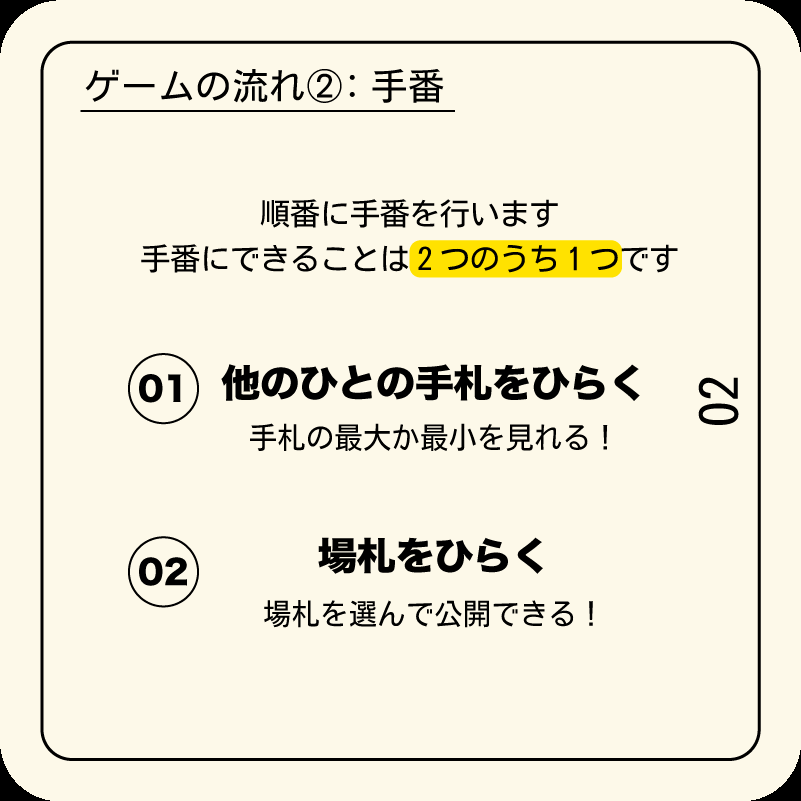 ゲームの流れ②: 手番
順番に手番を行います
手番にできることは2つのうち1つです
01
他のひとの手札をひらく
手札の最大か最小を見れる！
02
場札をひらく
場札を選んで公開できる！
02